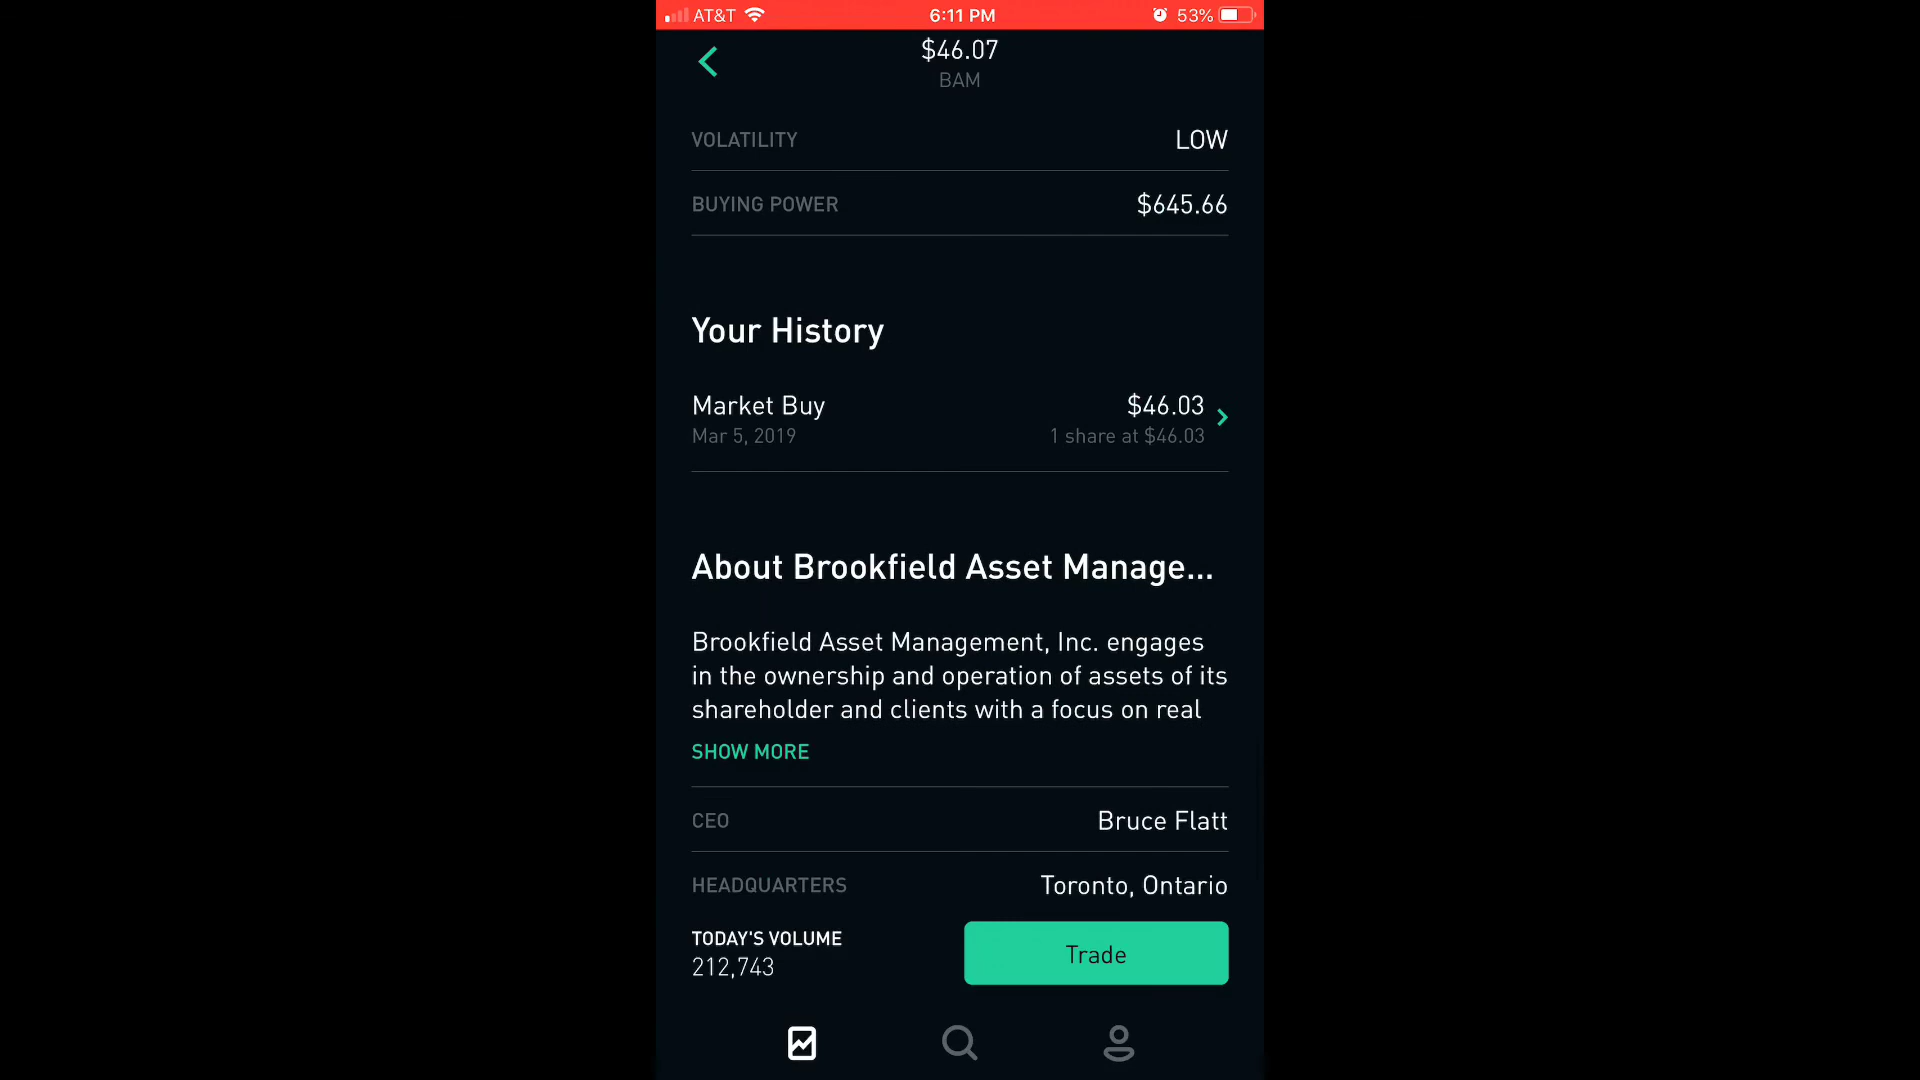 AT&T 6:11 PM 53%
$46.07
BAM
VOLATILITY LOW
BUYING POWER $645.66
Your History
Market Buy $46.03
Mar 5, 2019 1 share at $46.03
About Brookfield Asset Manage...
Brookfield Asset Management, Inc. engages
in the ownership and operation of assets of its
shareholder and clients with a focus on real
SHOW MORE
CEO Bruce Flatt
HEADQUARTERS Toronto, Ontario
TODAY'S VOLUME
212,743
Trade